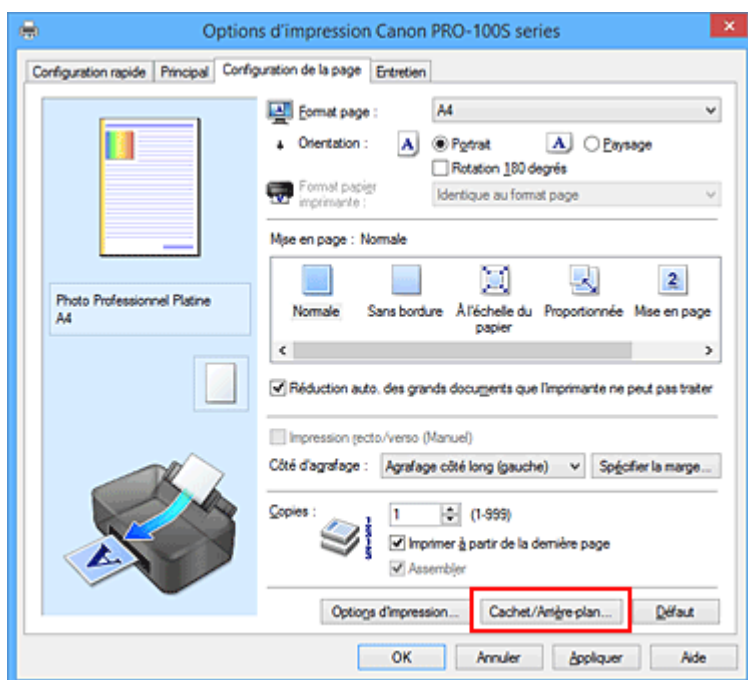 Options d'impression Canon PRO-100S series
×
Configuration rapide Principal Configuration de la page Entretien
Format page : A4
Orientation : A Portrait A Paysage
Rotation 180 degrés
Format papier imprimante : Identique au format page
Mise en page : Normale
Photo Professionnel Platine
A4
2
Normale Sans bordure À l'échelle du papier Proportionnée Mise en page
Réduction auto. des grands documents que l'imprimante ne peut pas traiter
Impression recto/verso (Manuel)
Côté d'agrafage : Agrafage côté long (gauche) Spécifier la marge...
Copies : 1 (1-999)
Imprimer à partir de la dernière page
Assembler
A
Options d'impression... Cachet/Arrière-plan... Défaut
OK Annuler Appliquer Aide